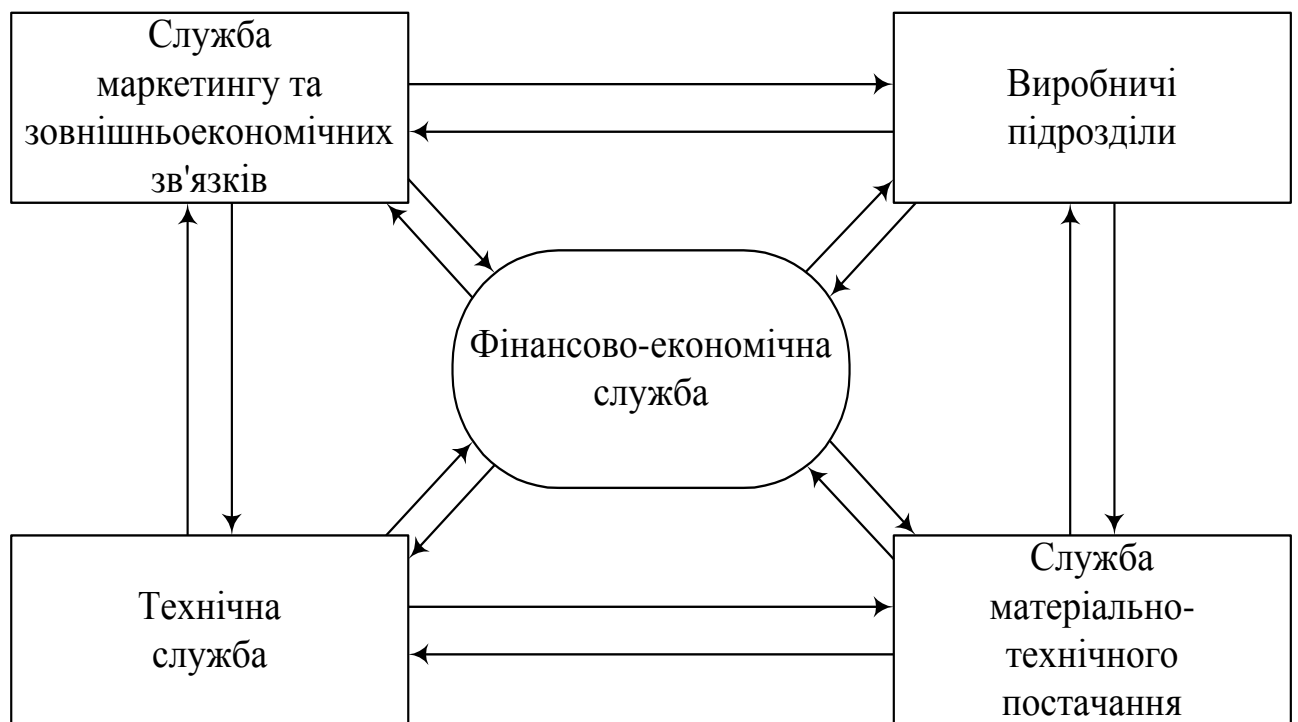 Служба
маркетингу та
зовнішньоекономічних
зв'язків
Виробничі
підрозділи
Фінансово-економічна
служба
Технічна
служба
Служба
матеріально-
технічного
постачання